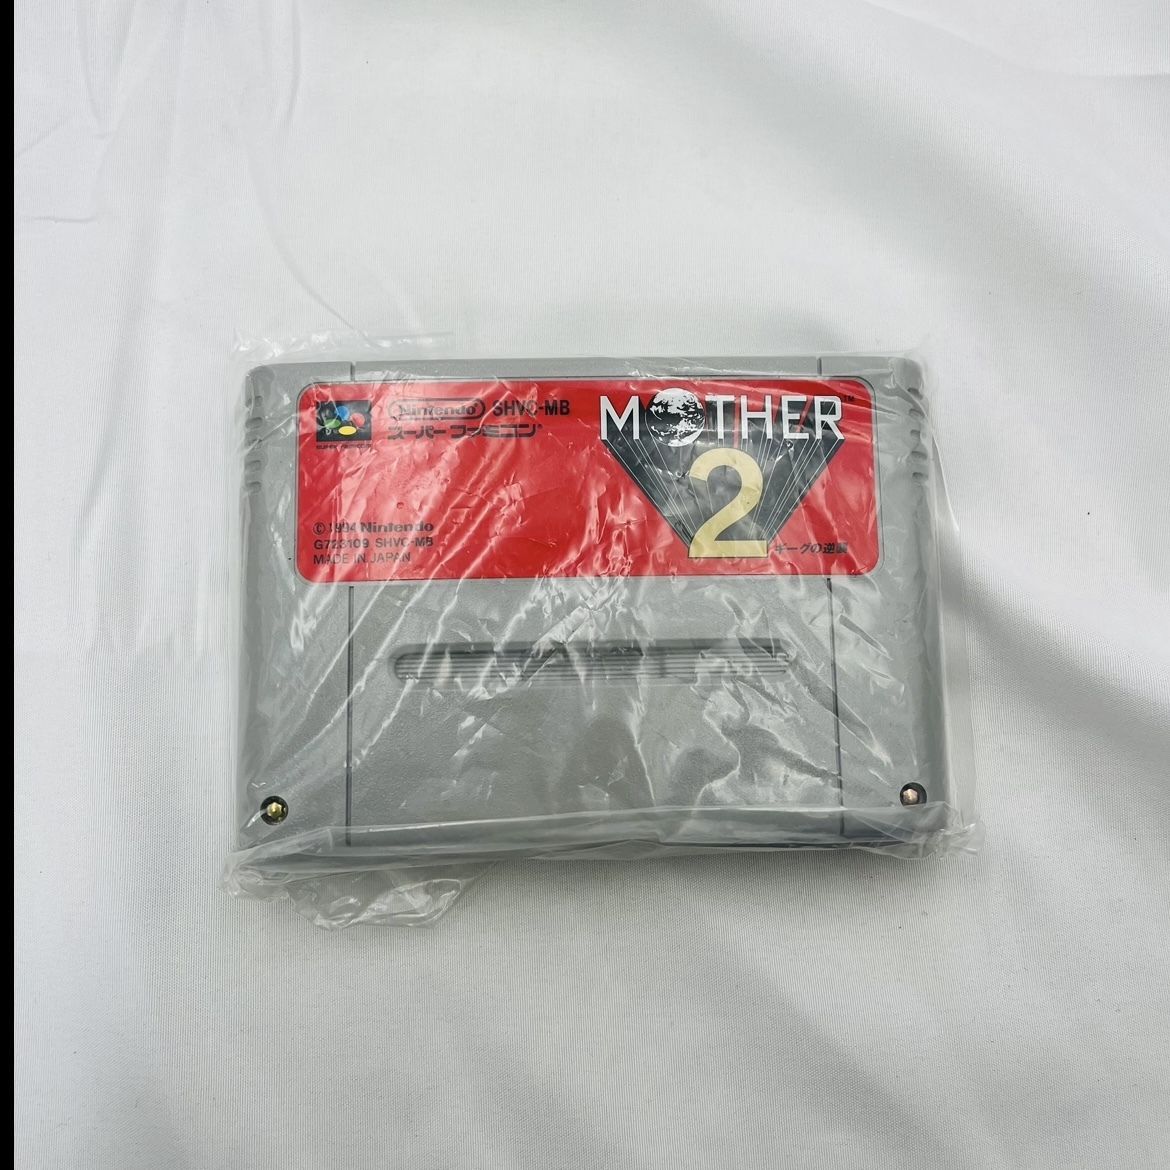 Nintendo SHVC-MB
スーパーファミコン
MOTHER™
2
ギーグの逆襲
© 1994 Nintendo
G723109 SHVC-MB
MADE IN JAPAN